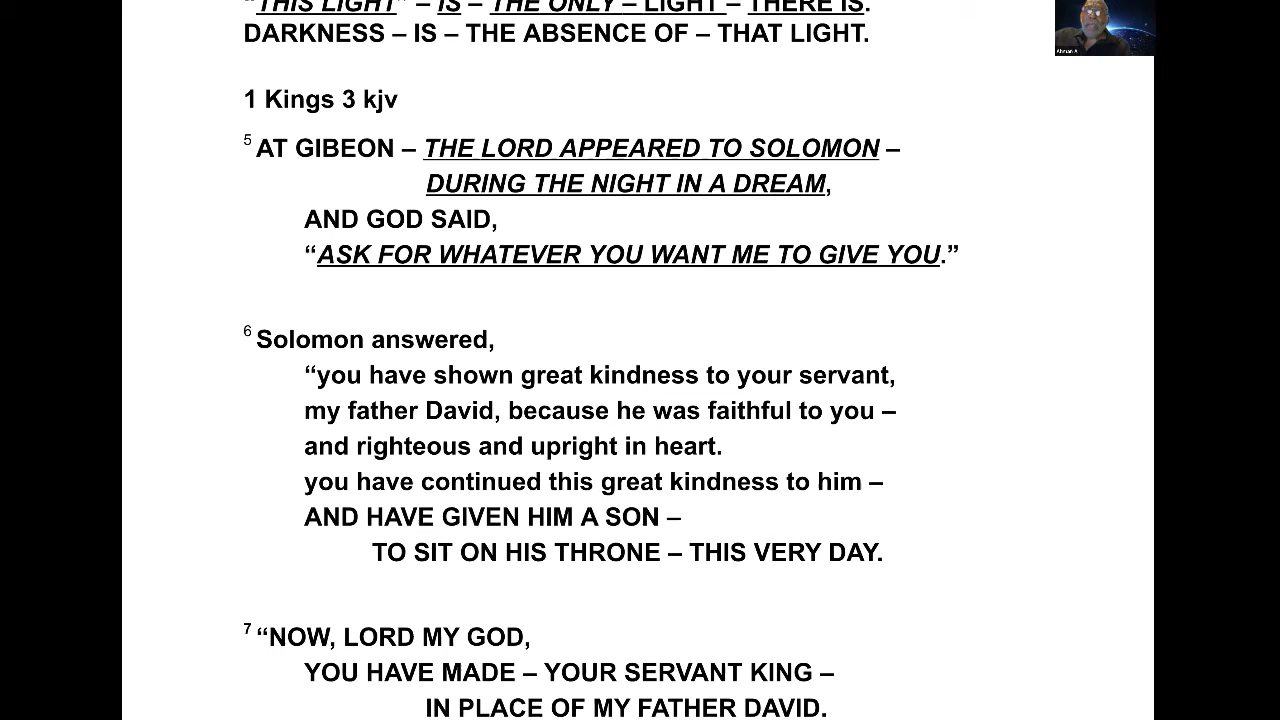 "THIS LIGHT" – IS – THE ONLY – LIGHT – THERE IS.
DARKNESS – IS – THE ABSENCE OF – THAT LIGHT.
1 Kings 3 kjv
5 AT GIBEON – THE LORD APPEARED TO SOLOMON –
DURING THE NIGHT IN A DREAM,
AND GOD SAID,
“ASK FOR WHATEVER YOU WANT ME TO GIVE YOU.”
6 Solomon answered,
“you have shown great kindness to your servant,
my father David, because he was faithful to you –
and righteous and upright in heart.
you have continued this great kindness to him –
AND HAVE GIVEN HIM A SON –
TO SIT ON HIS THRONE – THIS VERY DAY.
7 “NOW, LORD MY GOD,
YOU HAVE MADE – YOUR SERVANT KING –
IN PLACE OF MY FATHER DAVID.